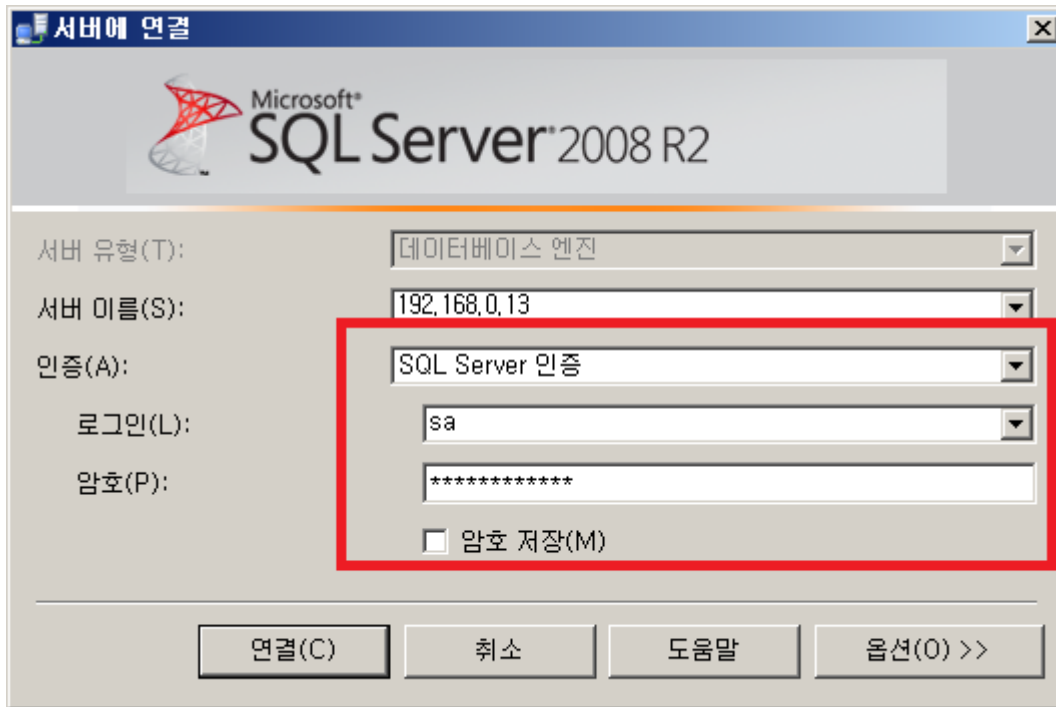 서버에 연결
Microsoft®
SQL Server® 2008 R2
서버 유형(T): 데이터베이스 엔진
서버 이름(S): 192,168,0,13
인증(A): SQL Server 인증
로그인(L): sa
암호(P): ************
암호 저장(M)
연결(C) 취소 도움말 옵션(O) >>